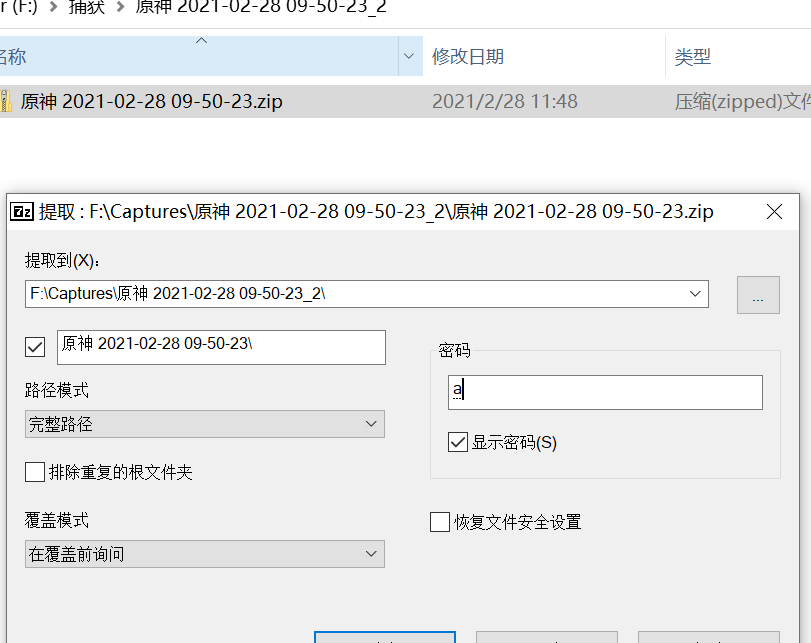 r (F:) > 捕获 > 原神 2021-02-28 09-50-23_2
名称 修改日期 类型
原神 2021-02-28 09-50-23.zip 2021/2/28 11:48 压缩(zipped)文件
7z 提取 : F:\Captures\原神 2021-02-28 09-50-23_2\原神 2021-02-28 09-50-23.zip
提取到(X):
F:\Captures\原神 2021-02-28 09-50-23_2\
...
原神 2021-02-28 09-50-23\
密码
a
路径模式
完整路径
显示密码(S)
排除重复的根文件夹
覆盖模式
恢复文件安全设置
在覆盖前询问